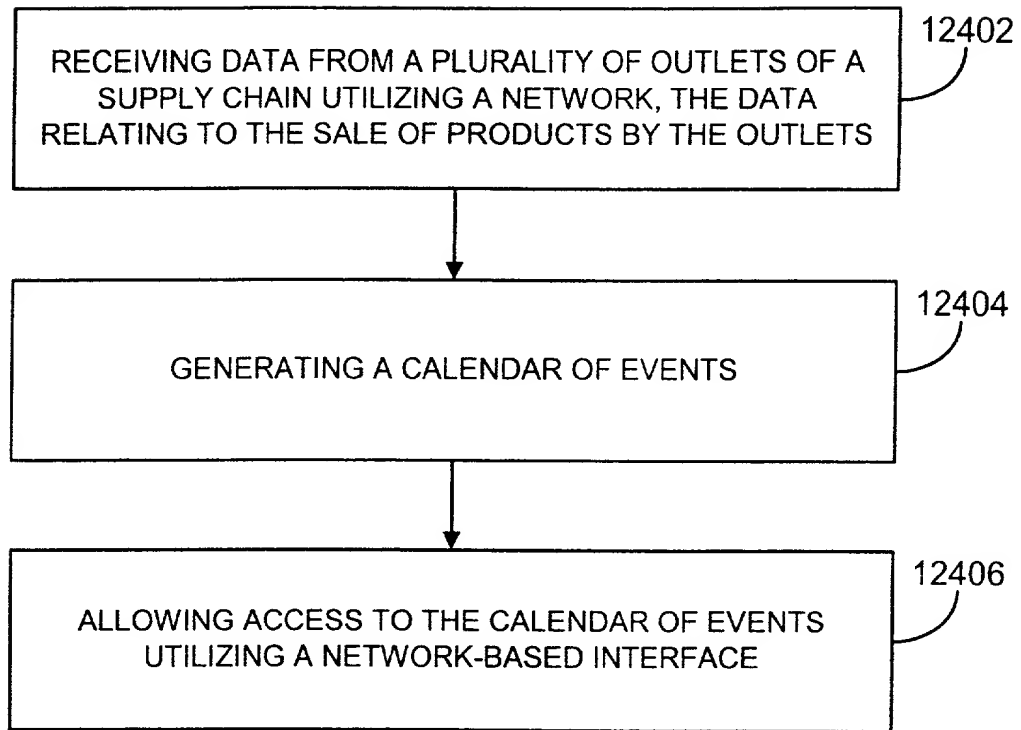 12402
RECEIVING DATA FROM A PLURALITY OF OUTLETS OF A
SUPPLY CHAIN UTILIZING A NETWORK, THE DATA
RELATING TO THE SALE OF PRODUCTS BY THE OUTLETS
12404
GENERATING A CALENDAR OF EVENTS
12406
ALLOWING ACCESS TO THE CALENDAR OF EVENTS
UTILIZING A NETWORK-BASED INTERFACE